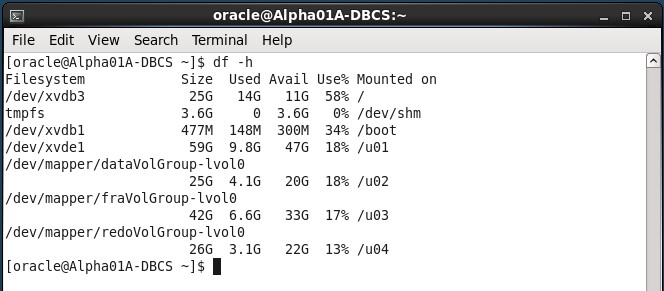 oracle@Alpha01A-DBCS:~
File Edit View Search Terminal Help
[oracle@Alpha01A-DBCS ~]$ df -h
Filesystem            Size  Used Avail Use% Mounted on
/dev/xvdb3             25G   14G   11G  58% /
tmpfs                 3.6G     0  3.6G   0% /dev/shm
/dev/xvdb1            477M  148M  300M  34% /boot
/dev/xvde1             59G  9.8G   47G  18% /u01
/dev/mapper/dataVolGroup-lvol0
                       25G  4.1G   20G  18% /u02
/dev/mapper/fraVolGroup-lvol0
                       42G  6.6G   33G  17% /u03
/dev/mapper/redoVolGroup-lvol0
                       26G  3.1G   22G  13% /u04
[oracle@Alpha01A-DBCS ~]$